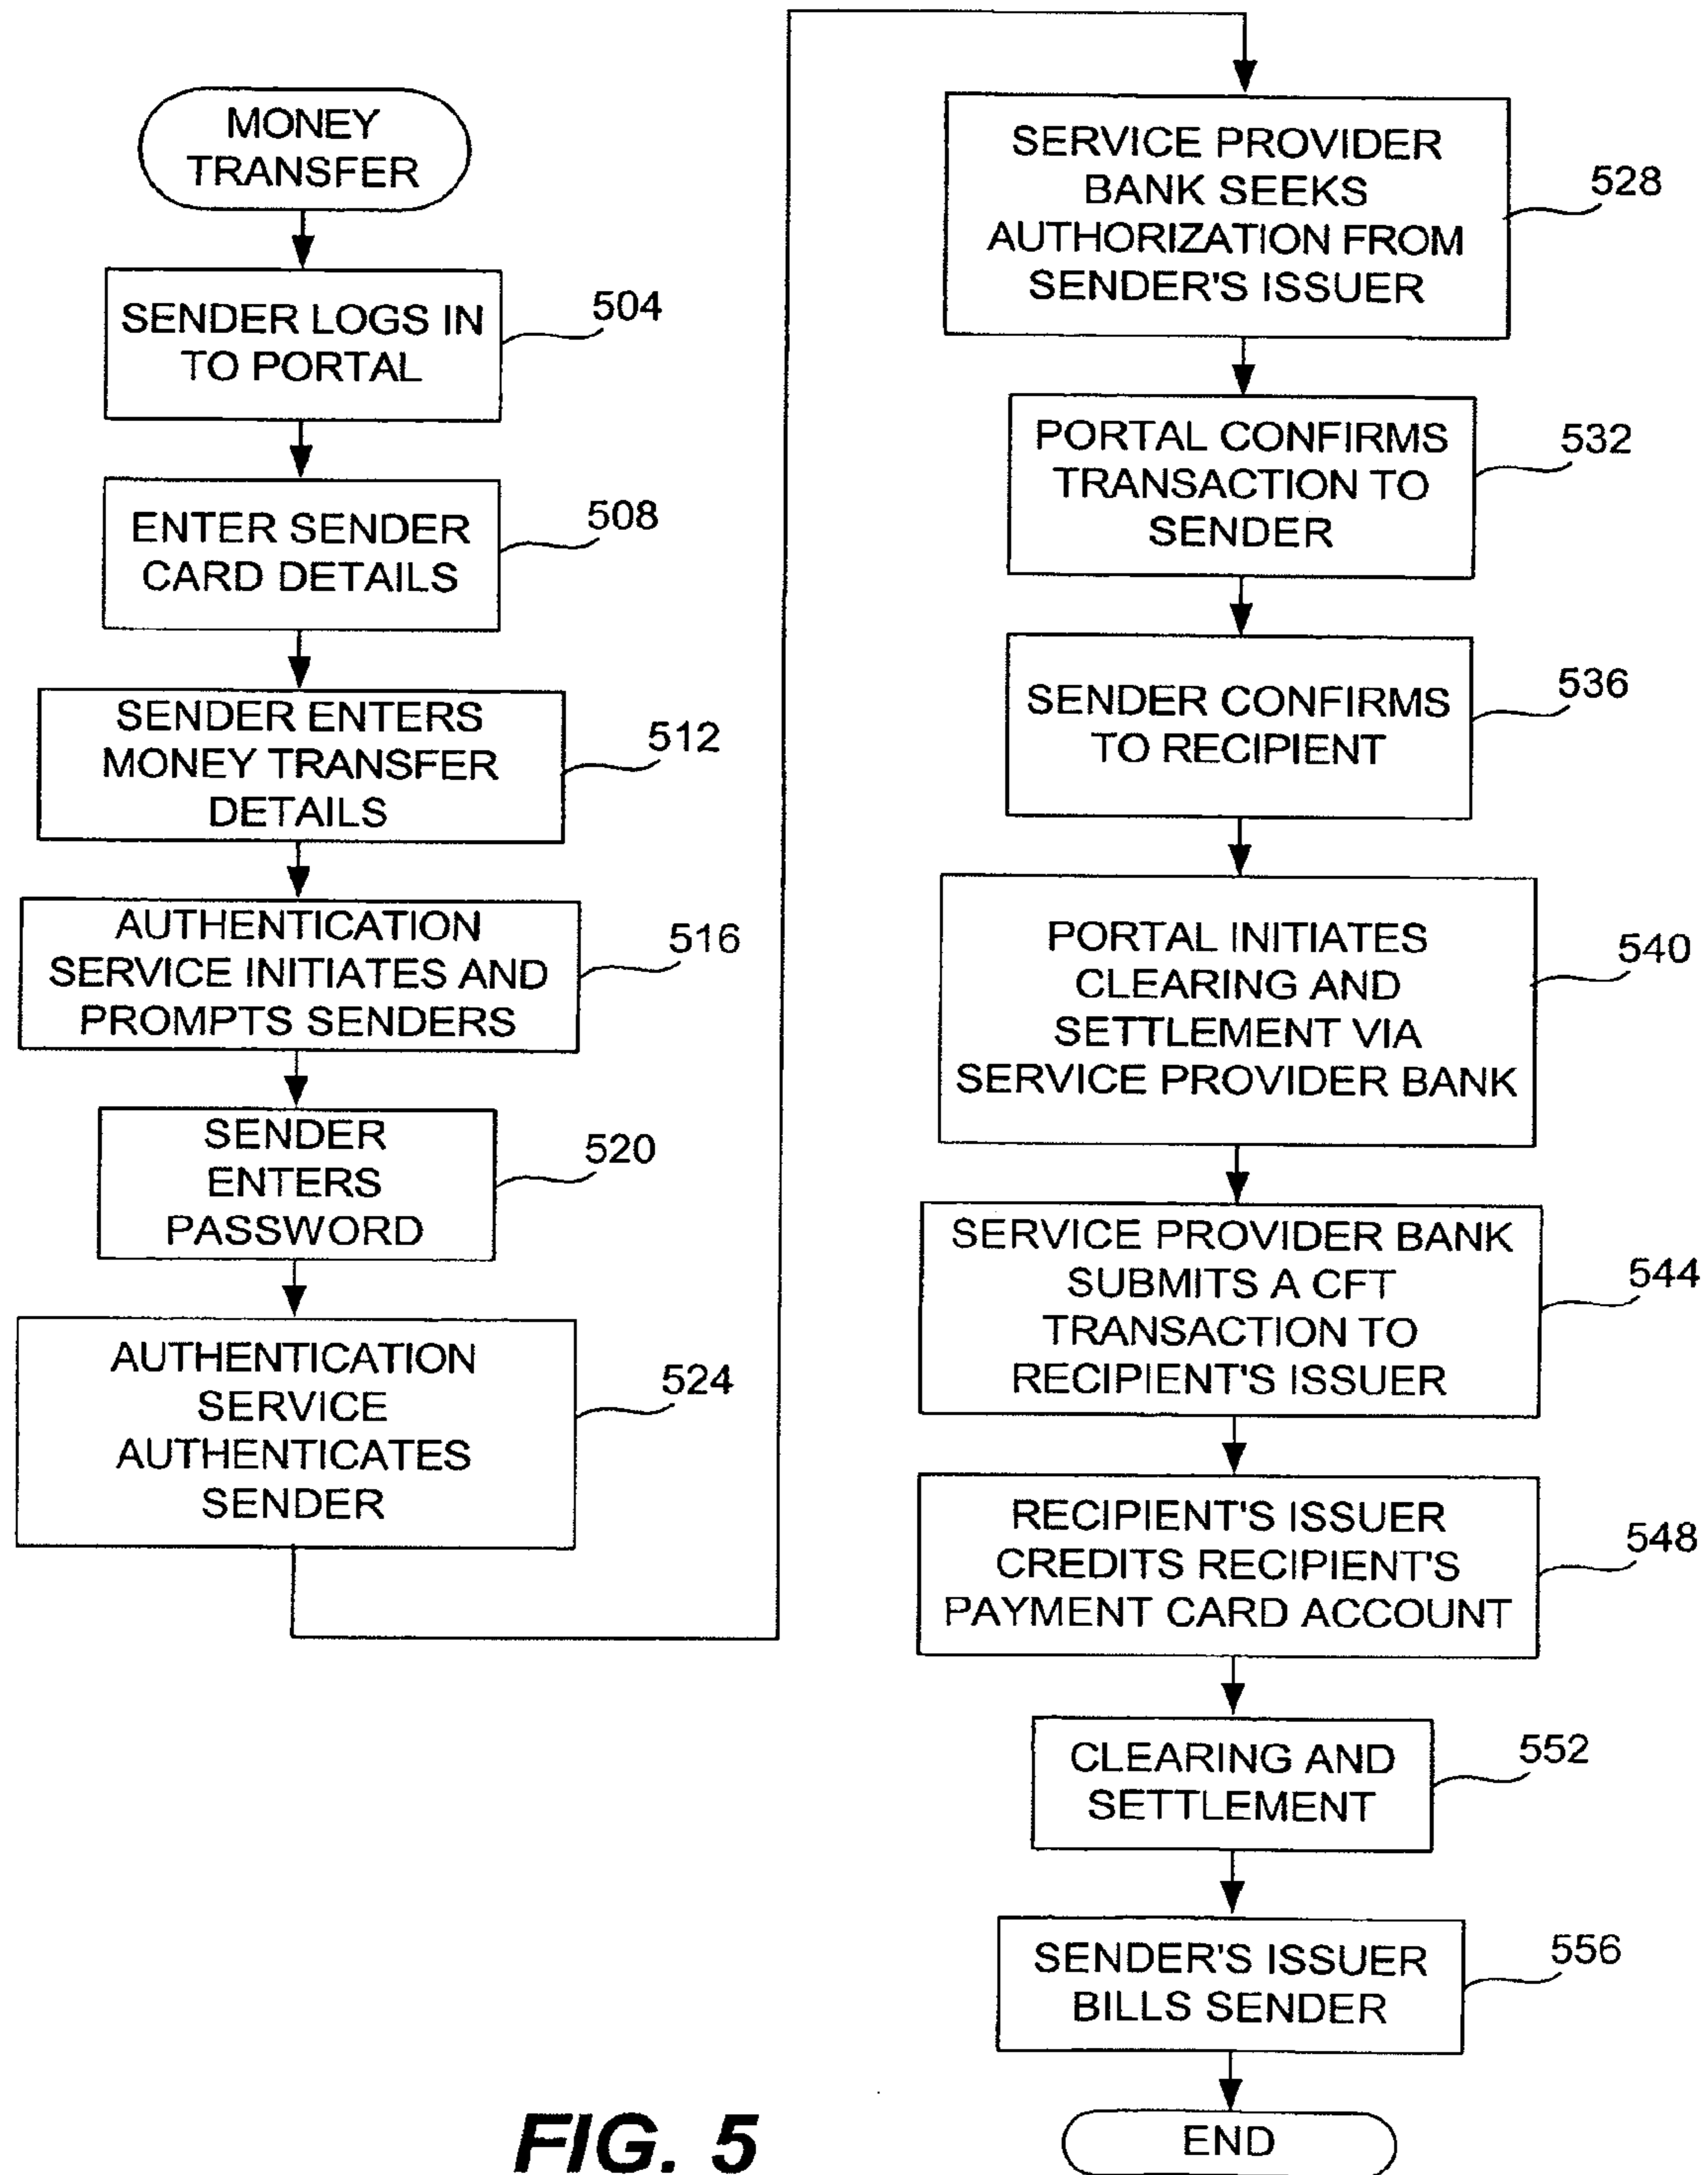 MONEY
TRANSFER
SENDER LOGS IN
TO PORTAL
504
ENTER SENDER
CARD DETAILS
508
SENDER ENTERS
MONEY TRANSFER
DETAILS
512
AUTHENTICATION
SERVICE INITIATES AND
PROMPTS SENDERS
516
SENDER
ENTERS
PASSWORD
520
AUTHENTICATION
SERVICE
AUTHENTICATES
SENDER
524
SERVICE PROVIDER
BANK SEEKS
AUTHORIZATION FROM
SENDER'S ISSUER
528
PORTAL CONFIRMS
TRANSACTION TO
SENDER
532
SENDER CONFIRMS
TO RECIPIENT
536
PORTAL INITIATES
CLEARING AND
SETTLEMENT VIA
SERVICE PROVIDER BANK
540
SERVICE PROVIDER BANK
SUBMITS A CFT
TRANSACTION TO
RECIPIENT'S ISSUER
544
RECIPIENT'S ISSUER
CREDITS RECIPIENT'S
PAYMENT CARD ACCOUNT
548
CLEARING AND
SETTLEMENT
552
SENDER'S ISSUER
BILLS SENDER
556
END
FIG. 5